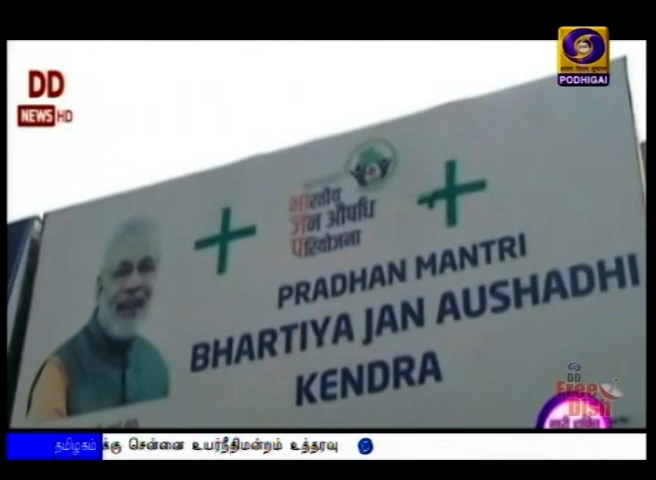 DD
NEWS HD
PODHIGAI
भारतीय
जन औषधि
परियोजना
PRADHAN MANTRI
BHARTIYA JAN AUSHADHI
KENDRA
DD
Free
Dish
தமிழகம் க்கு சென்னை உயர்நீதிமன்றம் உத்தரவு